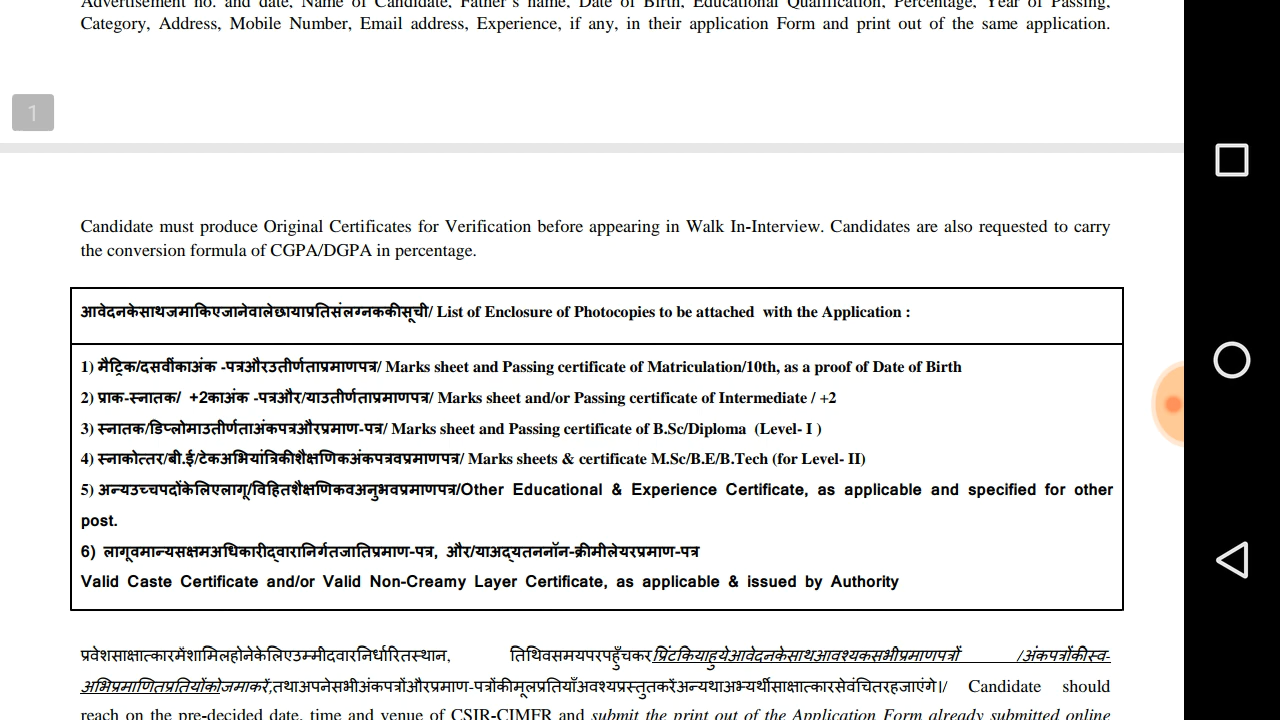 Advertisement no. and date, Name of Candidate, Father's name, Date of Birth, Educational Qualification, Percentage, Year of Passing,
Category, Address, Mobile Number, Email address, Experience, if any, in their application Form and print out of the same application.
1
Candidate must produce Original Certificates for Verification before appearing in Walk In-Interview. Candidates are also requested to carry
the conversion formula of CGPA/DGPA in percentage.
आवेदनकेसाथजमाकिएजानेवालेछायाप्रतिसंलग्नककीसूची/ List of Enclosure of Photocopies to be attached with the Application :
1) मैट्रिक/दसवींकाअंक -पत्रऔरउतीर्णताप्रमाणपत्र/ Marks sheet and Passing certificate of Matriculation/10th, as a proof of Date of Birth
2) प्राक-स्नातक/ +2काअंक -पत्रऔर/याउतीर्णताप्रमाणपत्र/ Marks sheet and/or Passing certificate of Intermediate / +2
3) स्नातक/डिप्लोमाउतीर्णताअंकपत्रऔरप्रमाण-पत्र/ Marks sheet and Passing certificate of B.Sc/Diploma (Level- I )
4) स्नाकोत्तर/बी.ई/टेकअभियांत्रिकीशैक्षणिकअंकपत्रवप्रमाणपत्र/ Marks sheets & certificate M.Sc/B.E/B.Tech (for Level- II)
5) अन्यउच्चपदोंकेलिएलागू/विहितशैक्षणिकवअनुभवप्रमाणपत्र/Other Educational & Experience Certificate, as applicable and specified for other
post.
6) लागूवमान्यसक्षमअधिकारीद्वारानिर्गतजातिप्रमाण-पत्र, और/याअद्यतननॉन-क्रीमीलेयरप्रमाण-पत्र
Valid Caste Certificate and/or Valid Non-Creamy Layer Certificate, as applicable & issued by Authority
प्रवेशसाक्षात्कारमेंशामिलहोनेकेलिएउम्मीदवारनिर्धारितस्थान, तिथिवसमयपरपहुँचकरप्रिंटकियाहुयेआवेदनकेसाथआवश्यकसभीप्रमाणपत्रों /अंकपत्रोंकीस्व-
अभिप्रमाणितप्रतियोंकोजमाकरें,तथाअपनेसभीअंकपत्रोंऔरप्रमाण-पत्रोंकीमूलप्रतियाँअवश्यप्रस्तुतकरेंअन्यथाअभ्यर्थीसाक्षात्कारसेवंचितरहजाएंगे।/ Candidate should
reach on the pre-decided date, time and venue of CSIR-CIMFR and submit the print out of the Application Form already submitted online